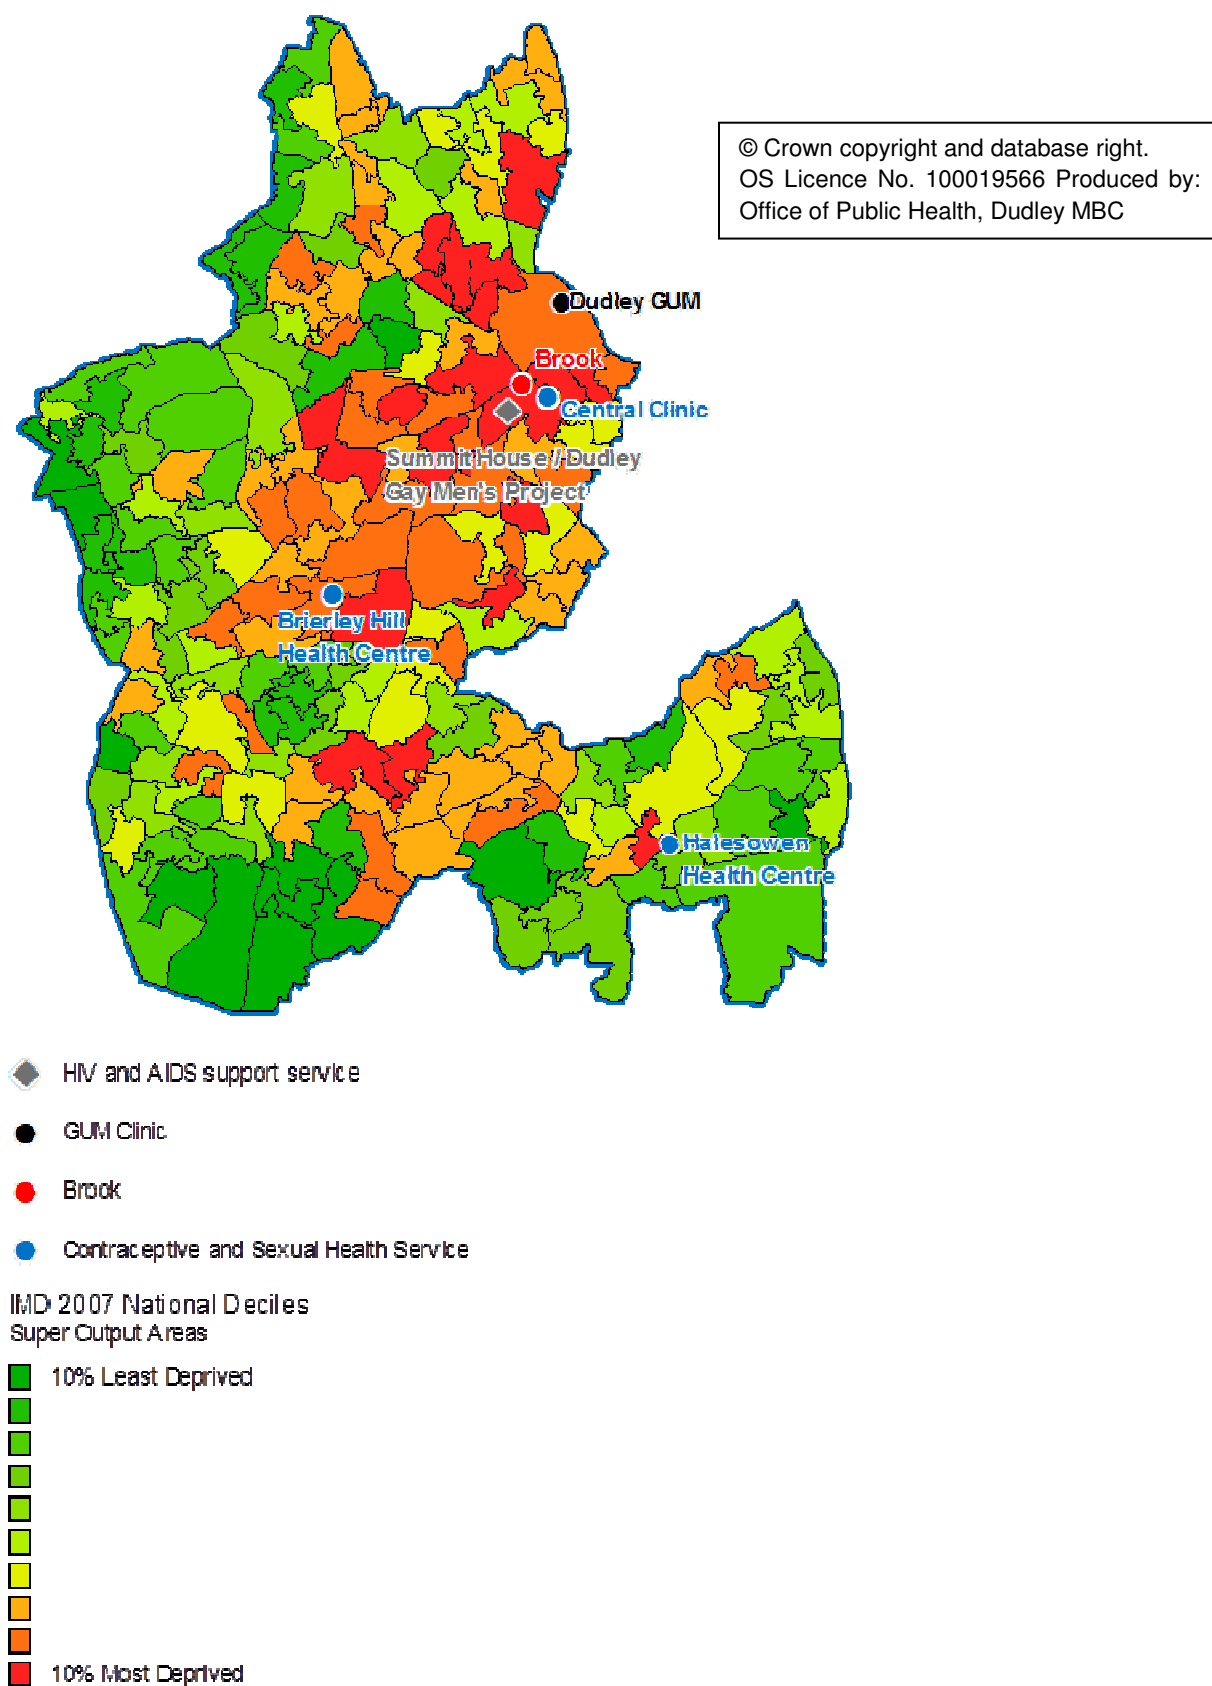 © Crown copyright and database right.
OS Licence No. 100019566 Produced by:
Office of Public Health, Dudley MBC
Dudley GUM
Brook
Central Clinic
Summit House / Dudley
Gay Men's Project
Brierley Hill
Health Centre
Halesowen
Health Centre
HIV and AIDS support service
GUM Clinic
Brook
Contraceptive and Sexual Health Service
IMD 2007 National Deciles
Super Output Areas
10% Least Deprived
10% Most Deprived